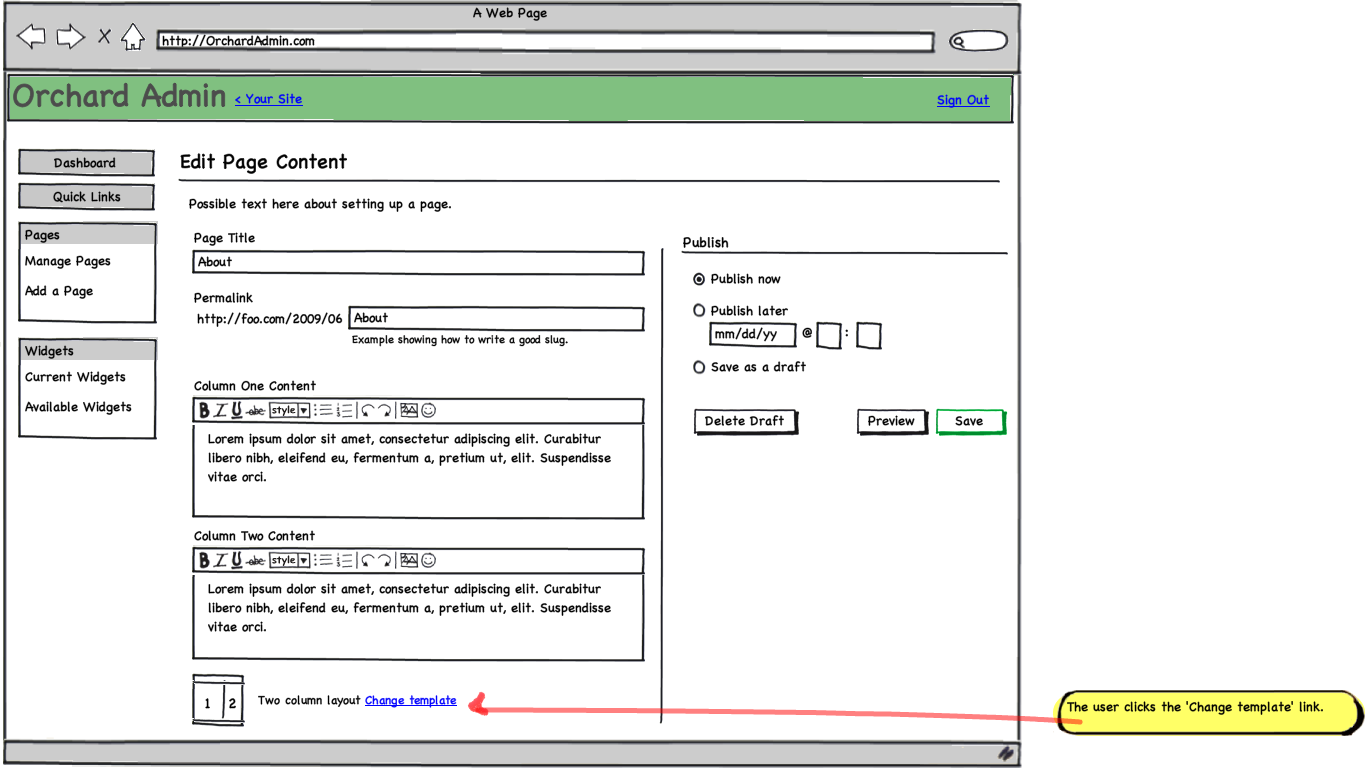 A Web Page
http://OrchardAdmin.com
Orchard Admin < Your Site
Sign Out
Dashboard
Quick Links
Pages
Manage Pages
Add a Page
Widgets
Current Widgets
Available Widgets
Edit Page Content
Possible text here about setting up a page.
Page Title
About
Permalink
http://foo.com/2009/06 About
Example showing how to write a good slug.
Column One Content
B I U abc style
Lorem ipsum dolor sit amet, consectetur adipiscing elit. Curabitur
libero nibh, eleifend eu, fermentum a, pretium ut, elit. Suspendisse
vitae orci.
Column Two Content
B I U abc style
Lorem ipsum dolor sit amet, consectetur adipiscing elit. Curabitur
libero nibh, eleifend eu, fermentum a, pretium ut, elit. Suspendisse
vitae orci.
1 2
Two column layout Change template
Publish
Publish now
Publish later
mm/dd/yy @ :
Save as a draft
Delete Draft Preview Save
The user clicks the 'Change template' link.